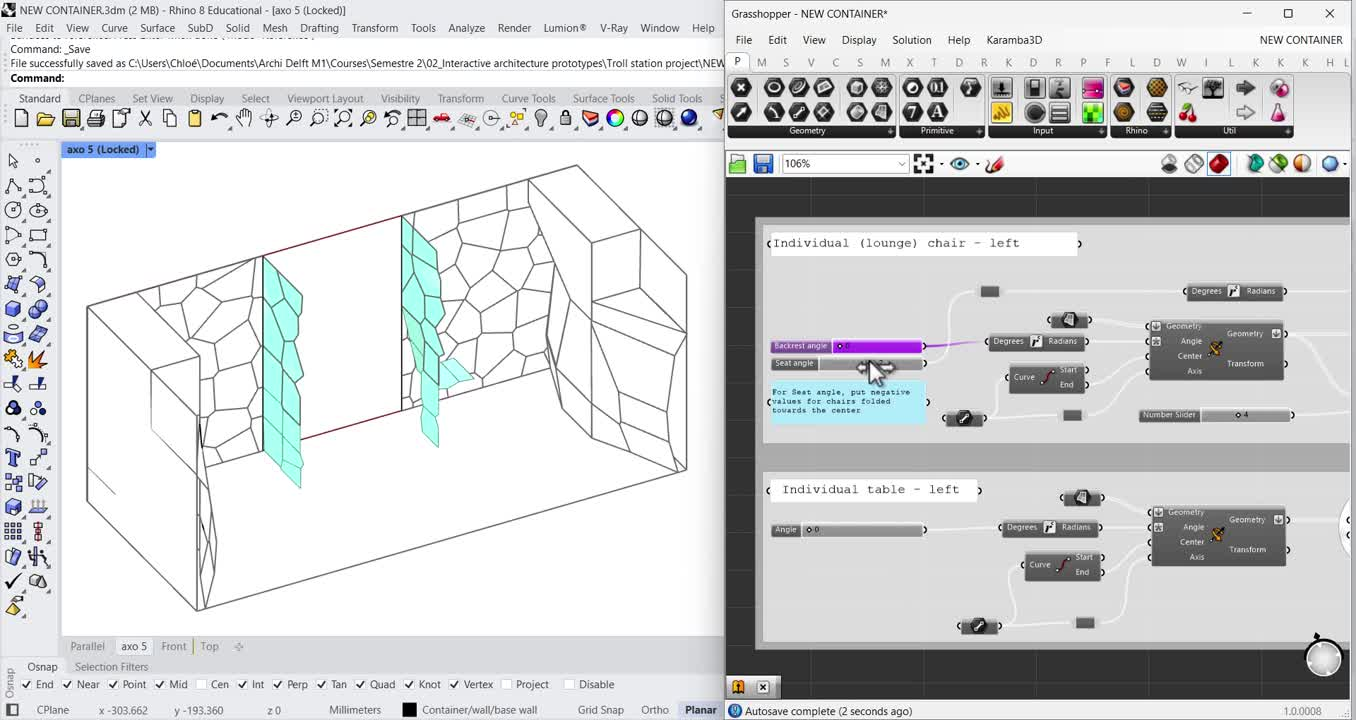 NEW CONTAINER.3dm (2 MB) - Rhino 8 Educational - [axo 5 (Locked)]
File Edit View Curve Surface SubD Solid Mesh Drafting Transform Tools Analyze Render Lumion® V-Ray Window Help
Command: _Save
File successfully saved as C:\Users\Chloé\Documents\Archi Delft M1\Courses\Semestre 2\02_Interactive architecture prototypes\Troll station project\NEW
Command:
Standard CPlanes Set View Display Select Viewport Layout Visibility Transform Curve Tools Surface Tools Solid Tools
axo 5 (Locked)
Parallel axo 5 Front Top
Osnap Selection Filters
Osnap
End Near Point Mid Cen Int Perp Tan Quad Knot Vertex Project Disable
CPlane x -303.662 y -193.360 z 0 Millimeters Container/wall/base wall Grid Snap Ortho Planar
Grasshopper - NEW CONTAINER*
File Edit View Display Solution Help Karamba3D NEW CONTAINER
P M S V C S M D R F D R P L B V K K K K H L
Geometry Primitive Input Rhino Util
106%
Individual (lounge) chair - left
Degrees Radians
Backrest angle 0
Seat angle
Degrees Radians
Geometry
Angle
Center
Axis
Geometry
Transform
Curve Start
End
For Seat angle, put negative
values for chairs folded
towards the center
Number Slider 4
Individual table - left
Angle 0
Degrees Radians
Geometry
Angle
Center
Axis
Geometry
Transform
Curve Start
End
Autosave complete (2 seconds ago) 1.0.0008